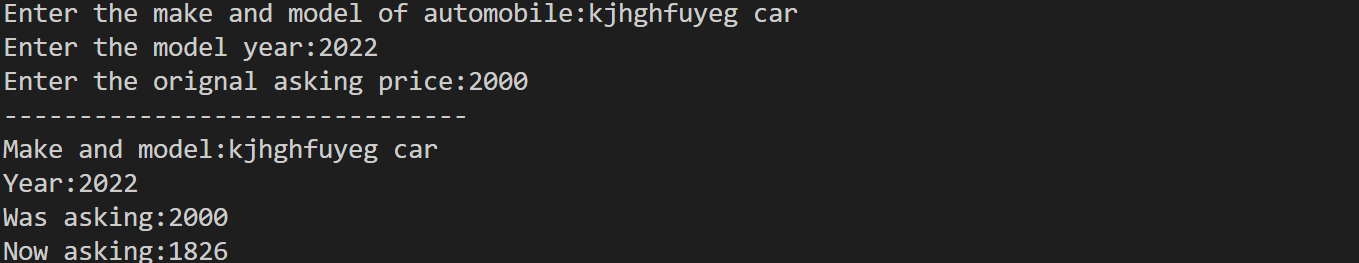 Enter the make and model of automobile:kjhghfuyeg car
Enter the model year:2022
Enter the orignal asking price:2000
-------------------------------
Make and model:kjhghfuyeg car
Year:2022
Was asking:2000
Now asking:1826